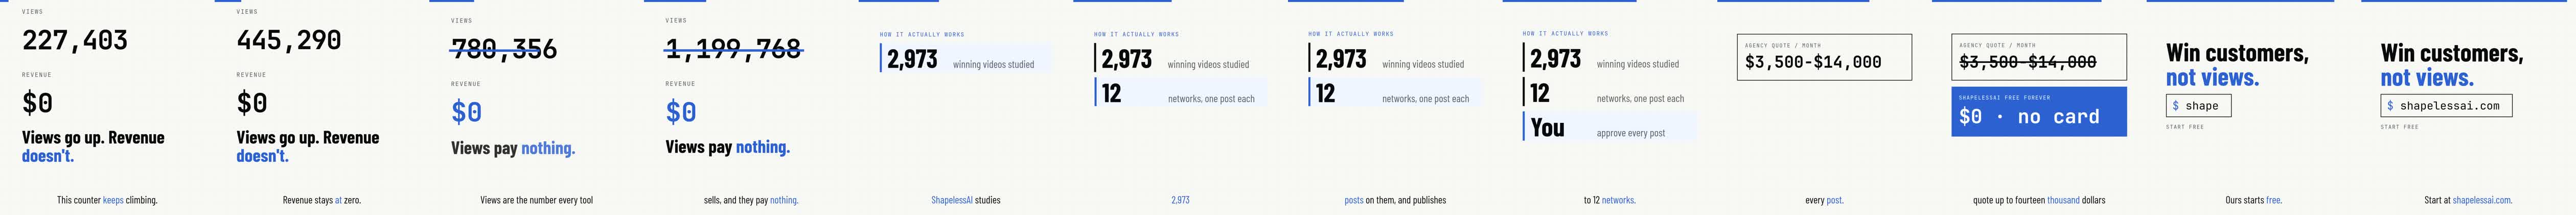 VIEWS
227,403
REVENUE
$0
Views go up. Revenue
doesn't.
This counter keeps climbing.
VIEWS
445,290
REVENUE
$0
Views go up. Revenue
doesn't.
Revenue stays at zero.
VIEWS
780,356
REVENUE
$0
Views pay nothing.
Views are the number every tool
VIEWS
1,199,768
REVENUE
$0
Views pay nothing.
sells, and they pay nothing.
HOW IT ACTUALLY WORKS
2,973 winning videos studied
ShapelessAI studies
HOW IT ACTUALLY WORKS
2,973 winning videos studied
12 networks, one post each
2,973
HOW IT ACTUALLY WORKS
2,973 winning videos studied
12 networks, one post each
posts on them, and publishes
HOW IT ACTUALLY WORKS
2,973 winning videos studied
12 networks, one post each
You approve every post
to 12 networks.
AGENCY QUOTE / MONTH
$3,500-$14,000
every post.
AGENCY QUOTE / MONTH
$3,500-$14,000
SHAPELESSAI FREE FOREVER
$0 · no card
quote up to fourteen thousand dollars
Win customers,
not views.
$ shape
START FREE
Ours starts free.
Win customers,
not views.
$ shapelessai.com
START FREE
Start at shapelessai.com.